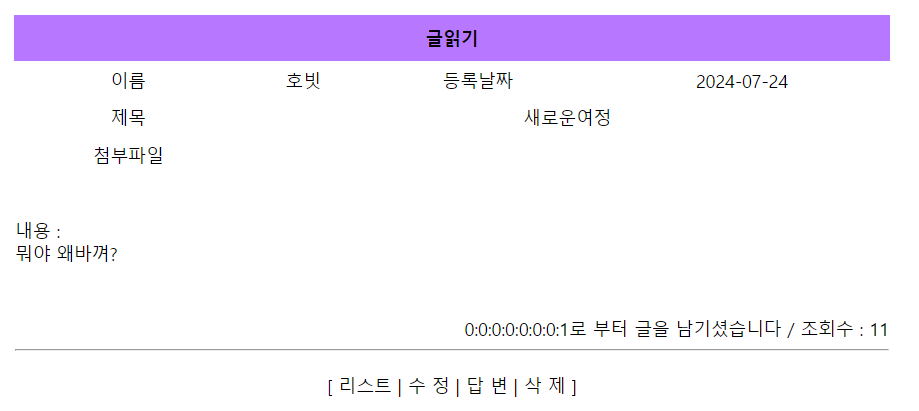 글읽기
이름 호빗 등록날짜 2024-07-24
제목 새로운여정
첨부파일
내용 :
뭐야 왜바껴?
0:0:0:0:0:0:0:1로 부터 글을 남기셨습니다 / 조회수 : 11
[ 리스트 | 수 정 | 답 변 | 삭 제 ]